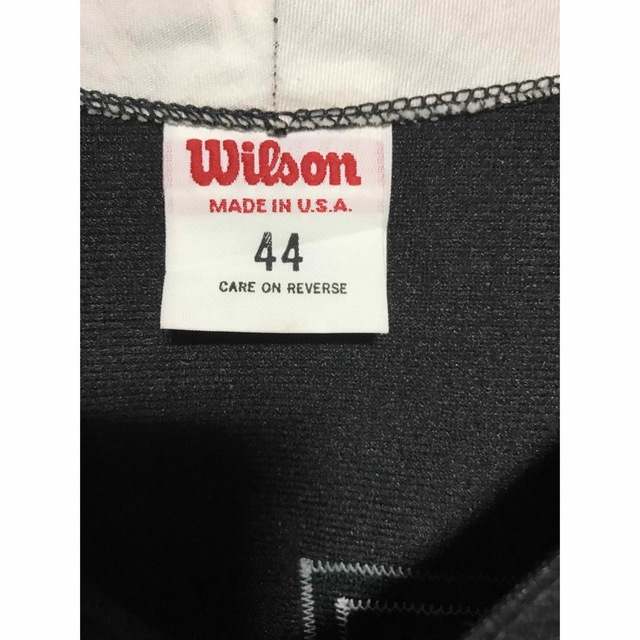 Wilson
MADE IN U.S.A.
44
CARE ON REVERSE